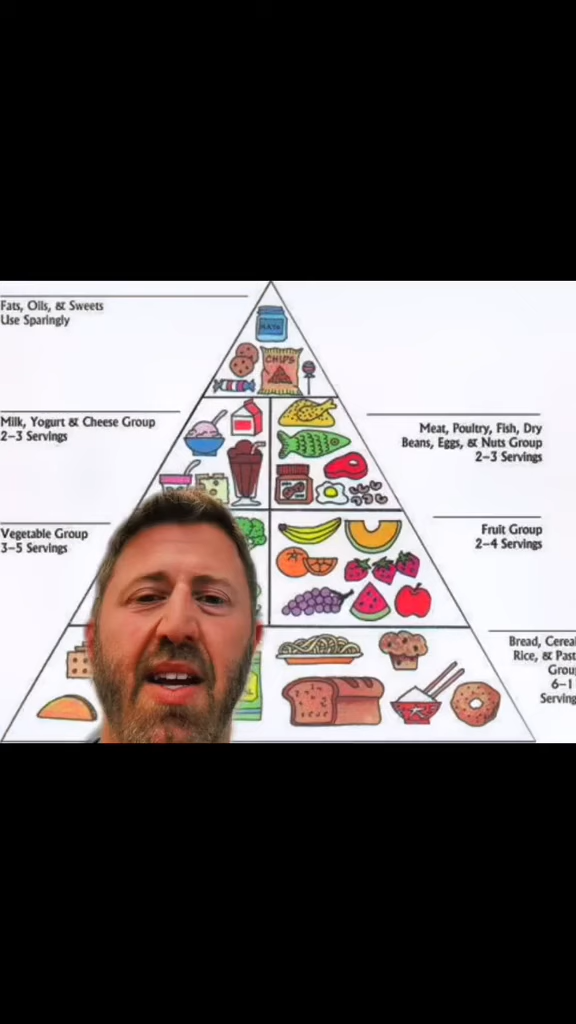 Fats, Oils, & Sweets
Use Sparingly
MAYO
CHIPS
Milk, Yogurt & Cheese Group
2–3 Servings
Meat, Poultry, Fish, Dry
Beans, Eggs, & Nuts Group
2–3 Servings
Vegetable Group
3–5 Servings
Fruit Group
2–4 Servings
Bread, Cereal
Rice, & Past
Grou
6–1
Serving